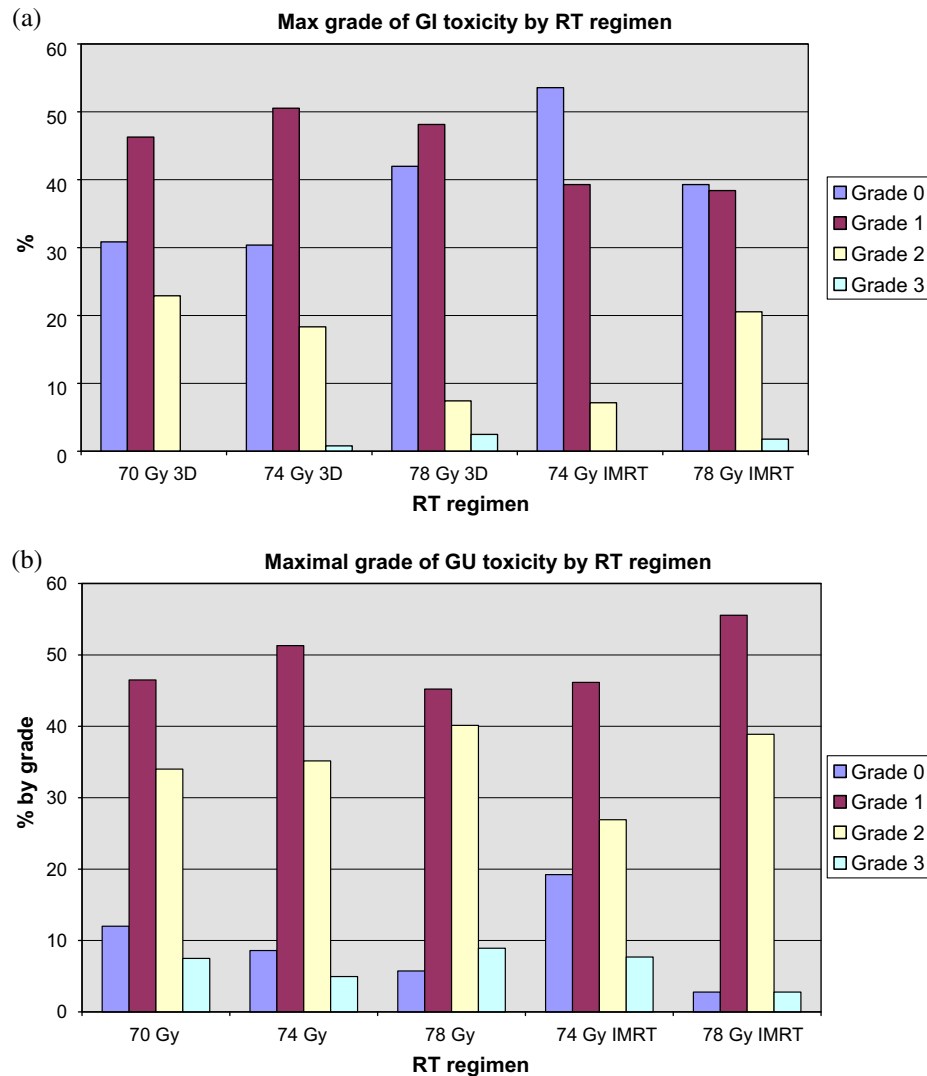 (a)
Max grade of GI toxicity by RT regimen
60
50
40
30
20
10
0
%
70 Gy 3D 74 Gy 3D 78 Gy 3D 74 Gy IMRT 78 Gy IMRT
RT regimen
Grade 0
Grade 1
Grade 2
Grade 3
(b)
Maximal grade of GU toxicity by RT regimen
60
50
40
30
20
10
0
% by grade
70 Gy 74 Gy 78 Gy 74 Gy IMRT 78 Gy IMRT
RT regimen
Grade 0
Grade 1
Grade 2
Grade 3